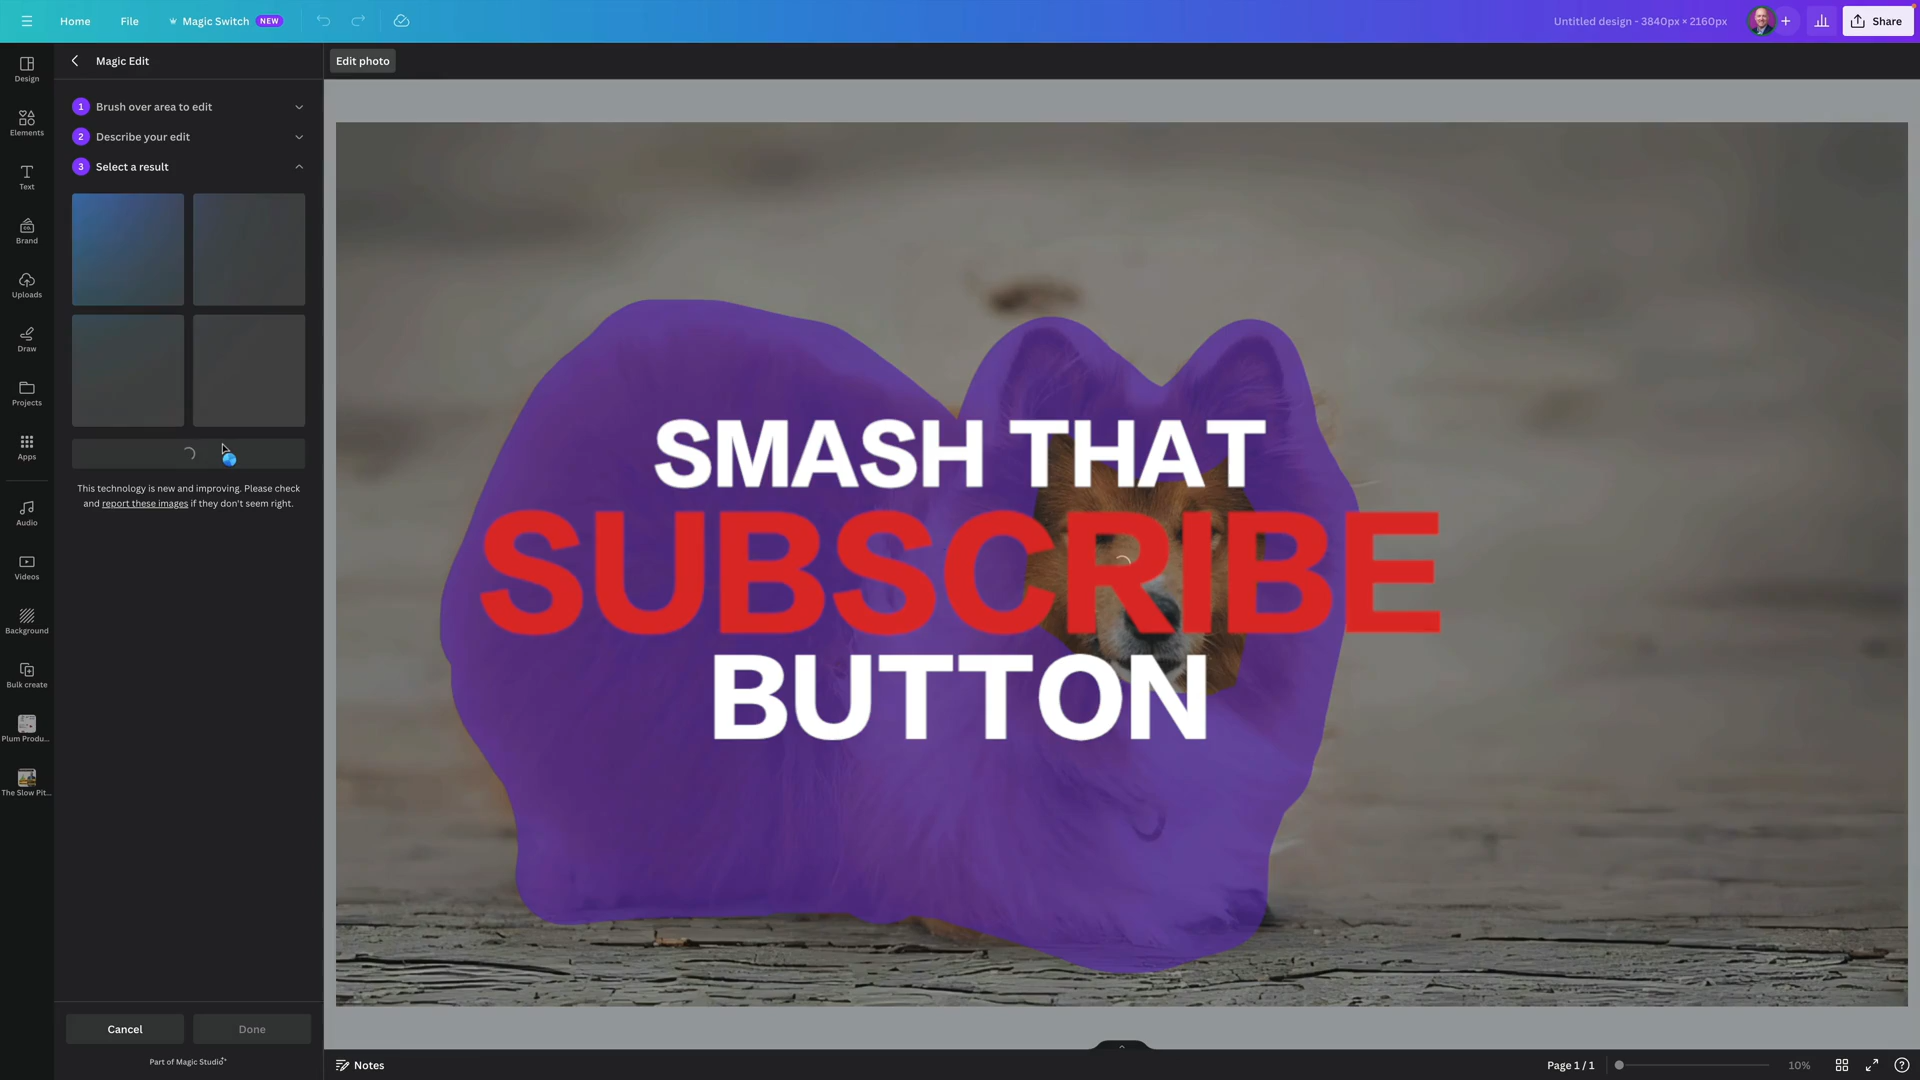 Home
File
Magic Switch NEW
Untitled design - 3840px × 2160px
Share
Design
Elements
Text
Brand
Uploads
Draw
Projects
Apps
Audio
Videos
Background
Bulk create
Plum Produ...
The Slow Pit...
Magic Edit
1 Brush over area to edit
2 Describe your edit
3 Select a result
This technology is new and improving. Please check
and report these images if they don't seem right.
Cancel
Done
Part of Magic Studio
Edit photo
SMASH THAT
SUBSCRIBE
BUTTON
Notes
Page 1 / 1
10%